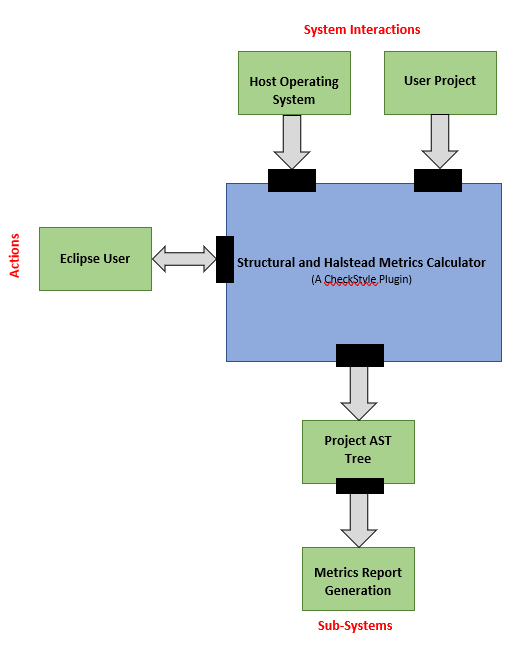 System Interactions
Host Operating
System
User Project
Actions
Eclipse User
Structural and Halstead Metrics Calculator
(A CheckStyle Plugin)
Project AST
Tree
Metrics Report
Generation
Sub-Systems